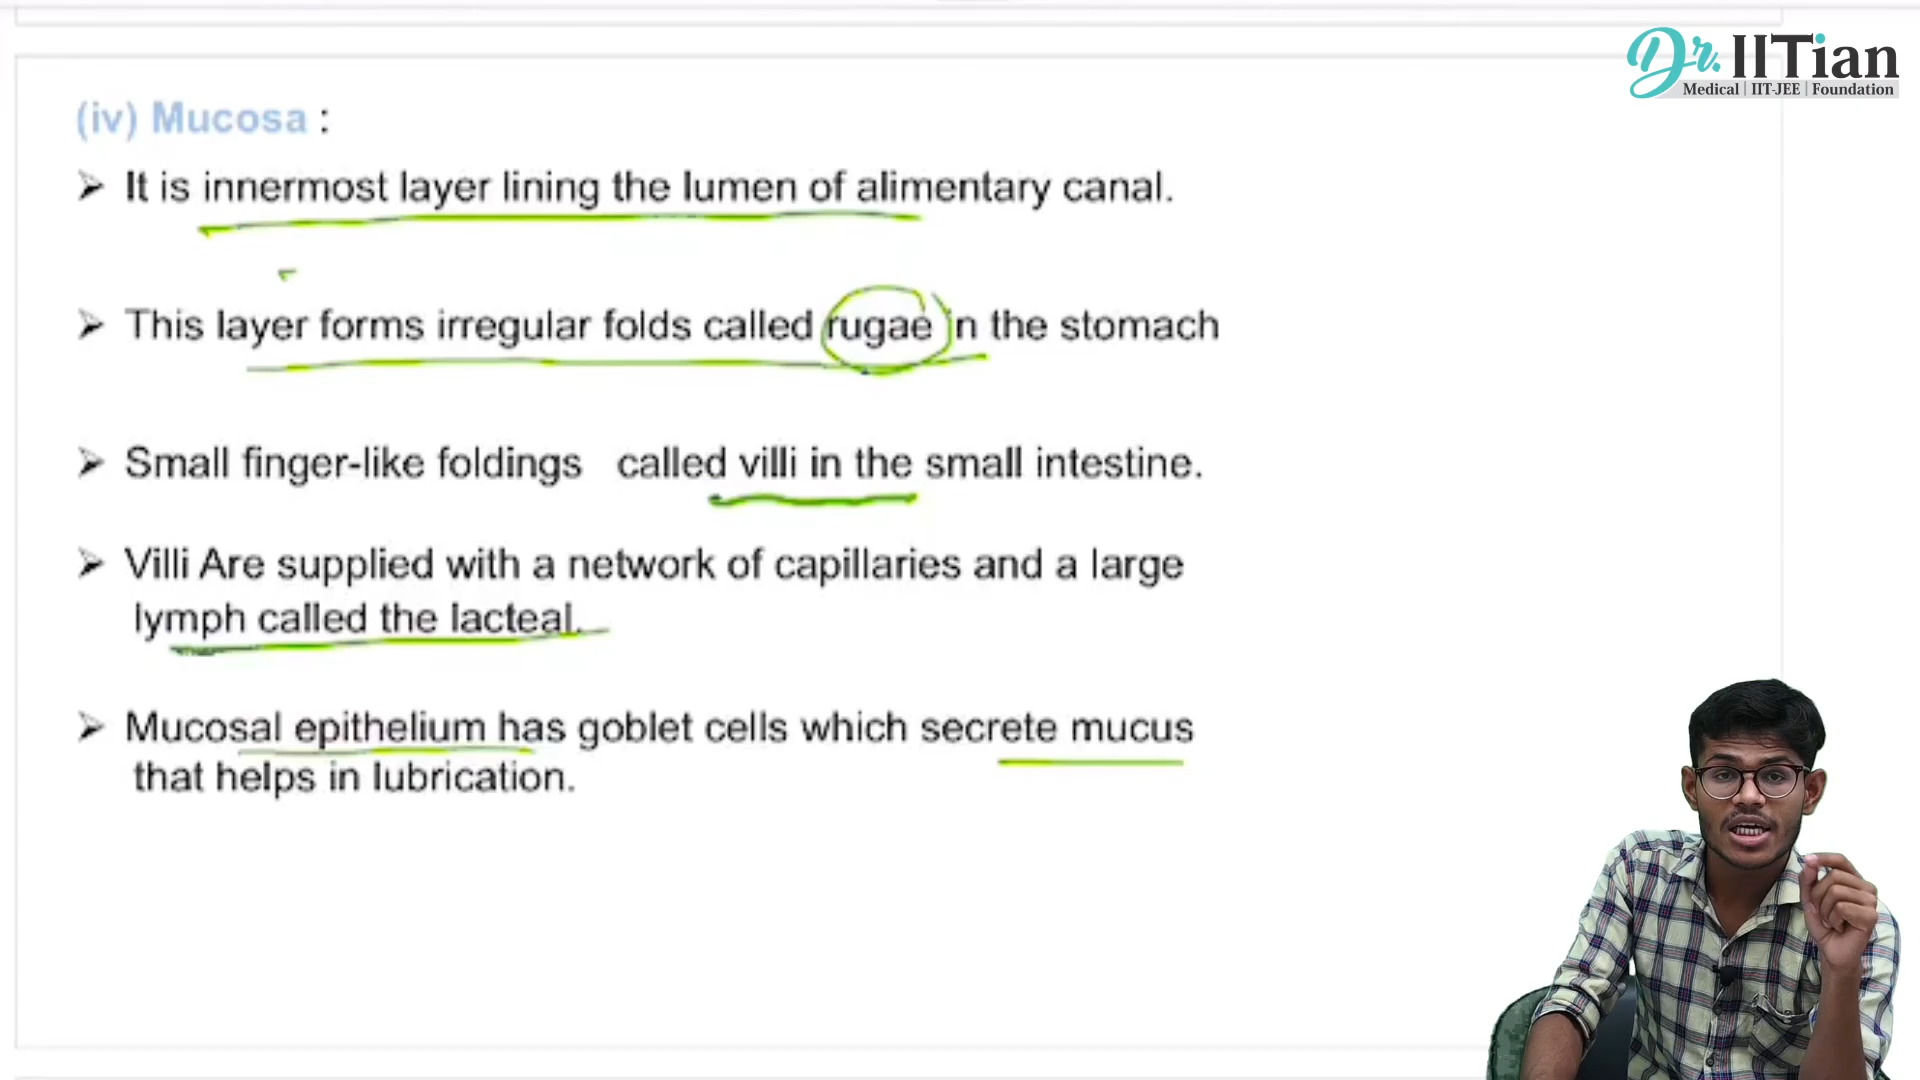 Dr. IITian
Medical | IIT-JEE | Foundation
(iv) Mucosa :
➢ It is innermost layer lining the lumen of alimentary canal.
➢ This layer forms irregular folds called rugae in the stomach
➢ Small finger-like foldings called villi in the small intestine.
➢ Villi Are supplied with a network of capillaries and a large
lymph called the lacteal.
➢ Mucosal epithelium has goblet cells which secrete mucus
that helps in lubrication.